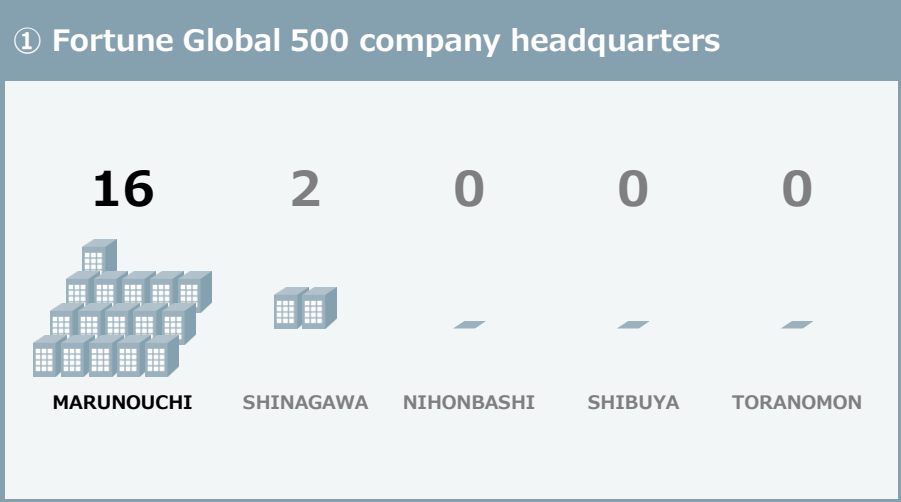 ① Fortune Global 500 company headquarters
16 2 0 0 0
MARUNOUCHI SHINAGAWA NIHONBASHI SHIBUYA TORANOMON